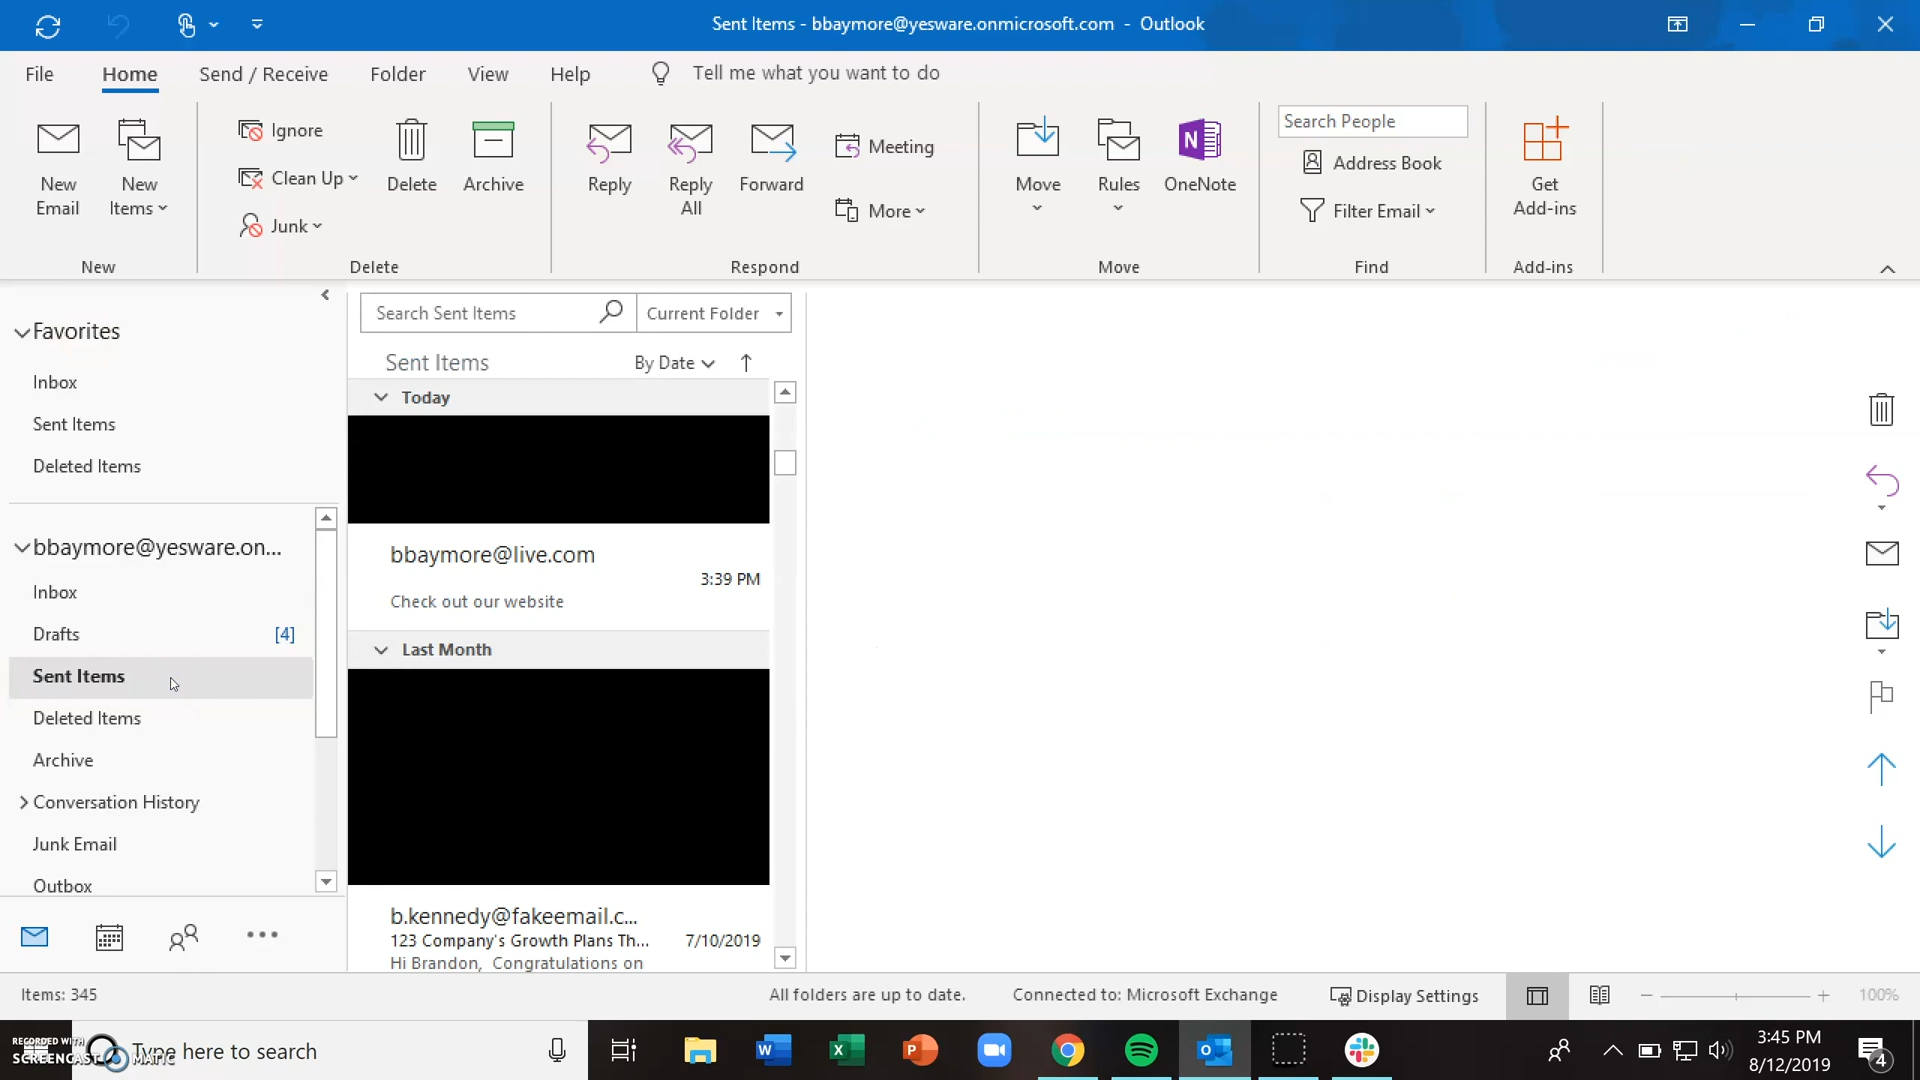 Sent Items - bbaymore@yesware.onmicrosoft.com - Outlook
File Home Send / Receive Folder View Help Tell me what you want to do
New Email
New Items
Ignore
Clean Up
Junk
Delete
Archive
Reply
Reply All
Forward
Meeting
More
Move
Rules
OneNote
Search People
Address Book
Filter Email
Get Add-ins
New Delete Respond Move Find Add-ins
Favorites
Inbox
Sent Items
Deleted Items
bbaymore@yesware.on...
Inbox
Drafts [4]
Sent Items
Deleted Items
Archive
Conversation History
Junk Email
Outbox
Search Sent Items Current Folder
Sent Items By Date
Today
bbaymore@live.com
3:39 PM
Check out our website
Last Month
b.kennedy@fakeemail.c...
123 Company's Growth Plans Th... 7/10/2019
Hi Brandon, Congratulations on
Items: 345 All folders are up to date. Connected to: Microsoft Exchange Display Settings 100%
RECORDED WITH
SCREENCAST MATIC
Type here to search
3:45 PM
8/12/2019
4